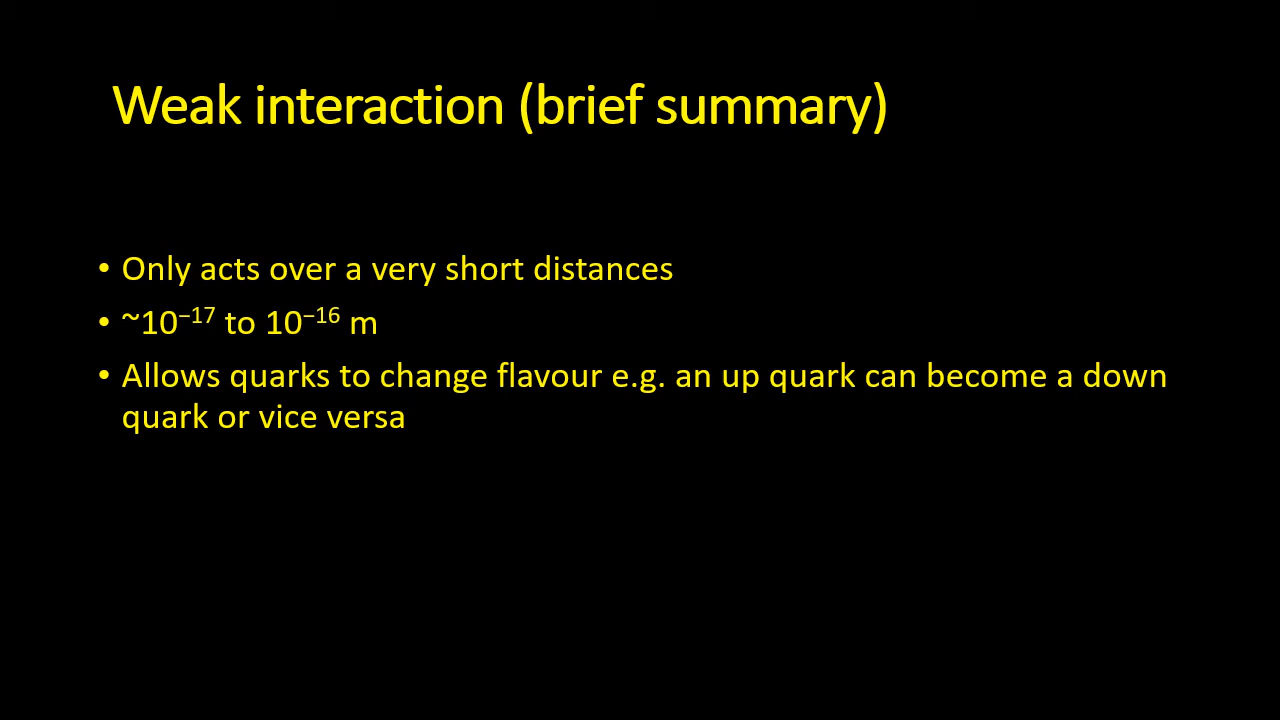 Weak interaction (brief summary)
• Only acts over a very short distances
• ~10⁻¹⁷ to 10⁻¹⁶ m
• Allows quarks to change flavour e.g. an up quark can become a down
quark or vice versa